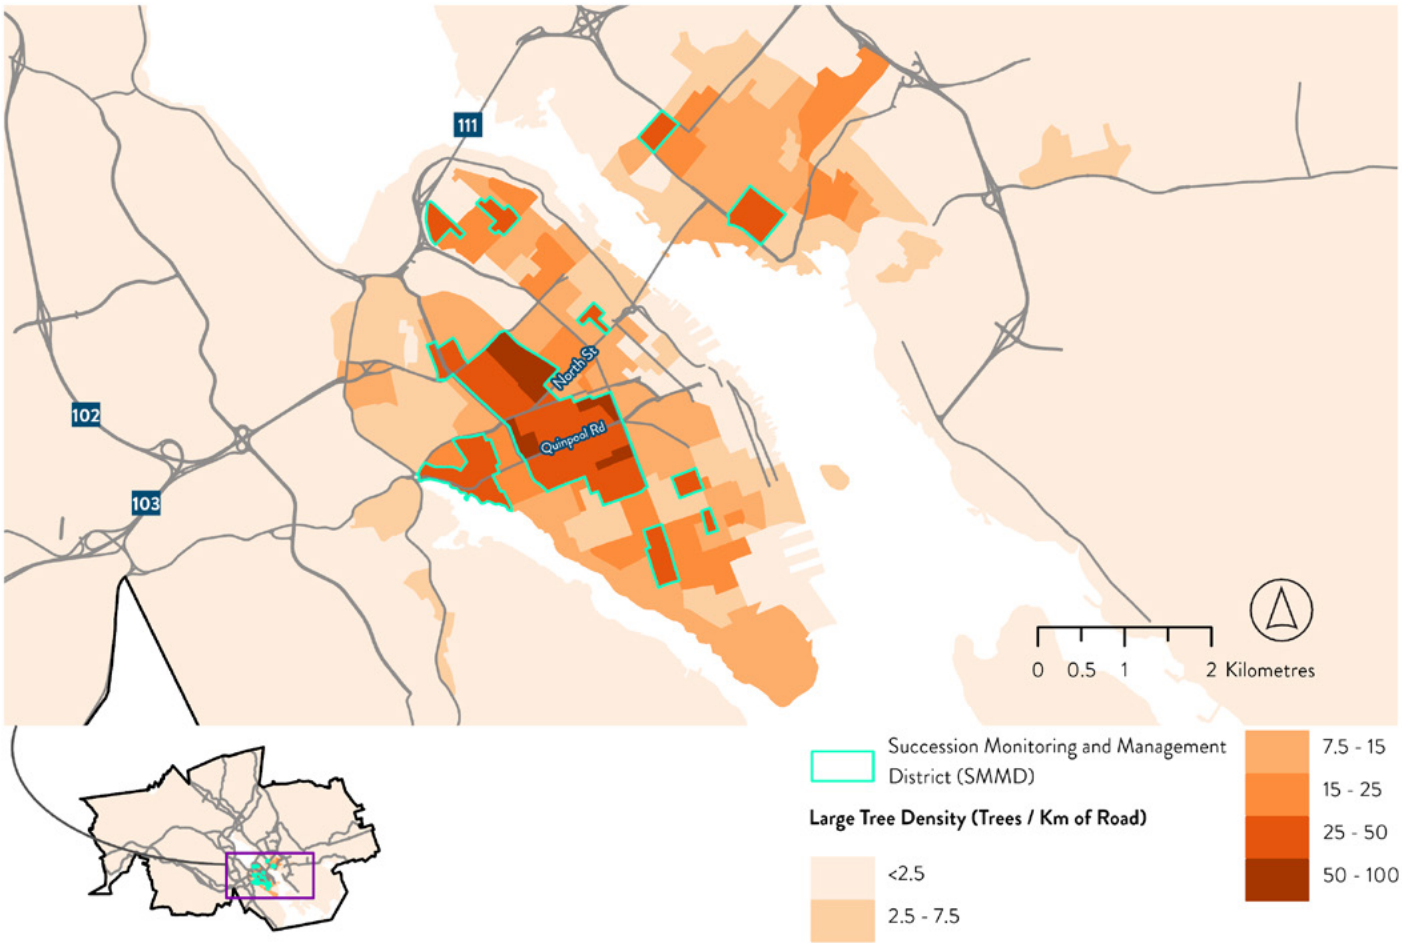 111
North St
102
Quinpool Rd
103
0 0.5 1 2 Kilometres
Succession Monitoring and Management
District (SMMD)
Large Tree Density (Trees / Km of Road)
<2.5
2.5 - 7.5
7.5 - 15
15 - 25
25 - 50
50 - 100